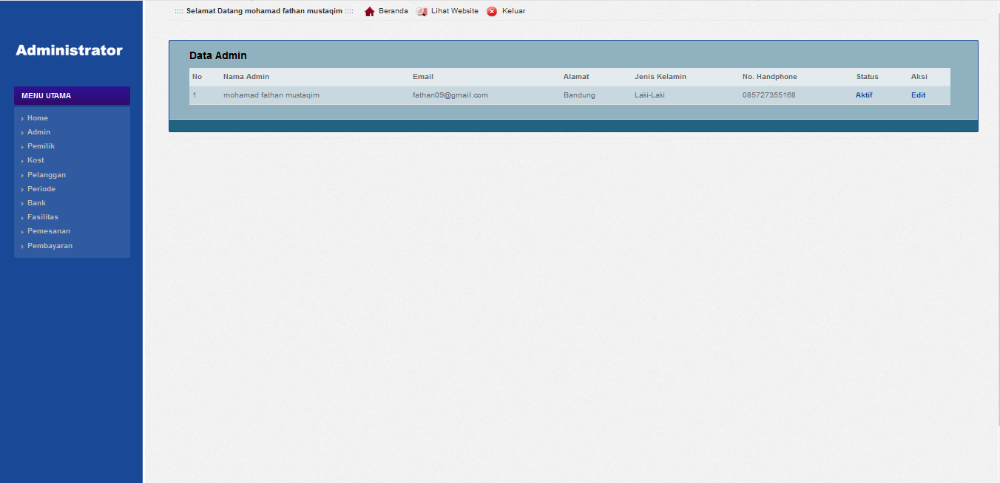 :::: Selamat Datang mohamad fathan mustaqim :::: Beranda Lihat Website Keluar
Administrator
MENU UTAMA
Home
Admin
Pemilik
Kost
Pelanggan
Periode
Bank
Fasilitas
Pemesanan
Pembayaran
Data Admin
No Nama Admin Email Alamat Jenis Kelamin No. Handphone Status Aksi
1 mohamad fathan mustaqim fathan09@gmail.com Bandung Laki-Laki 085727355168 Aktif Edit